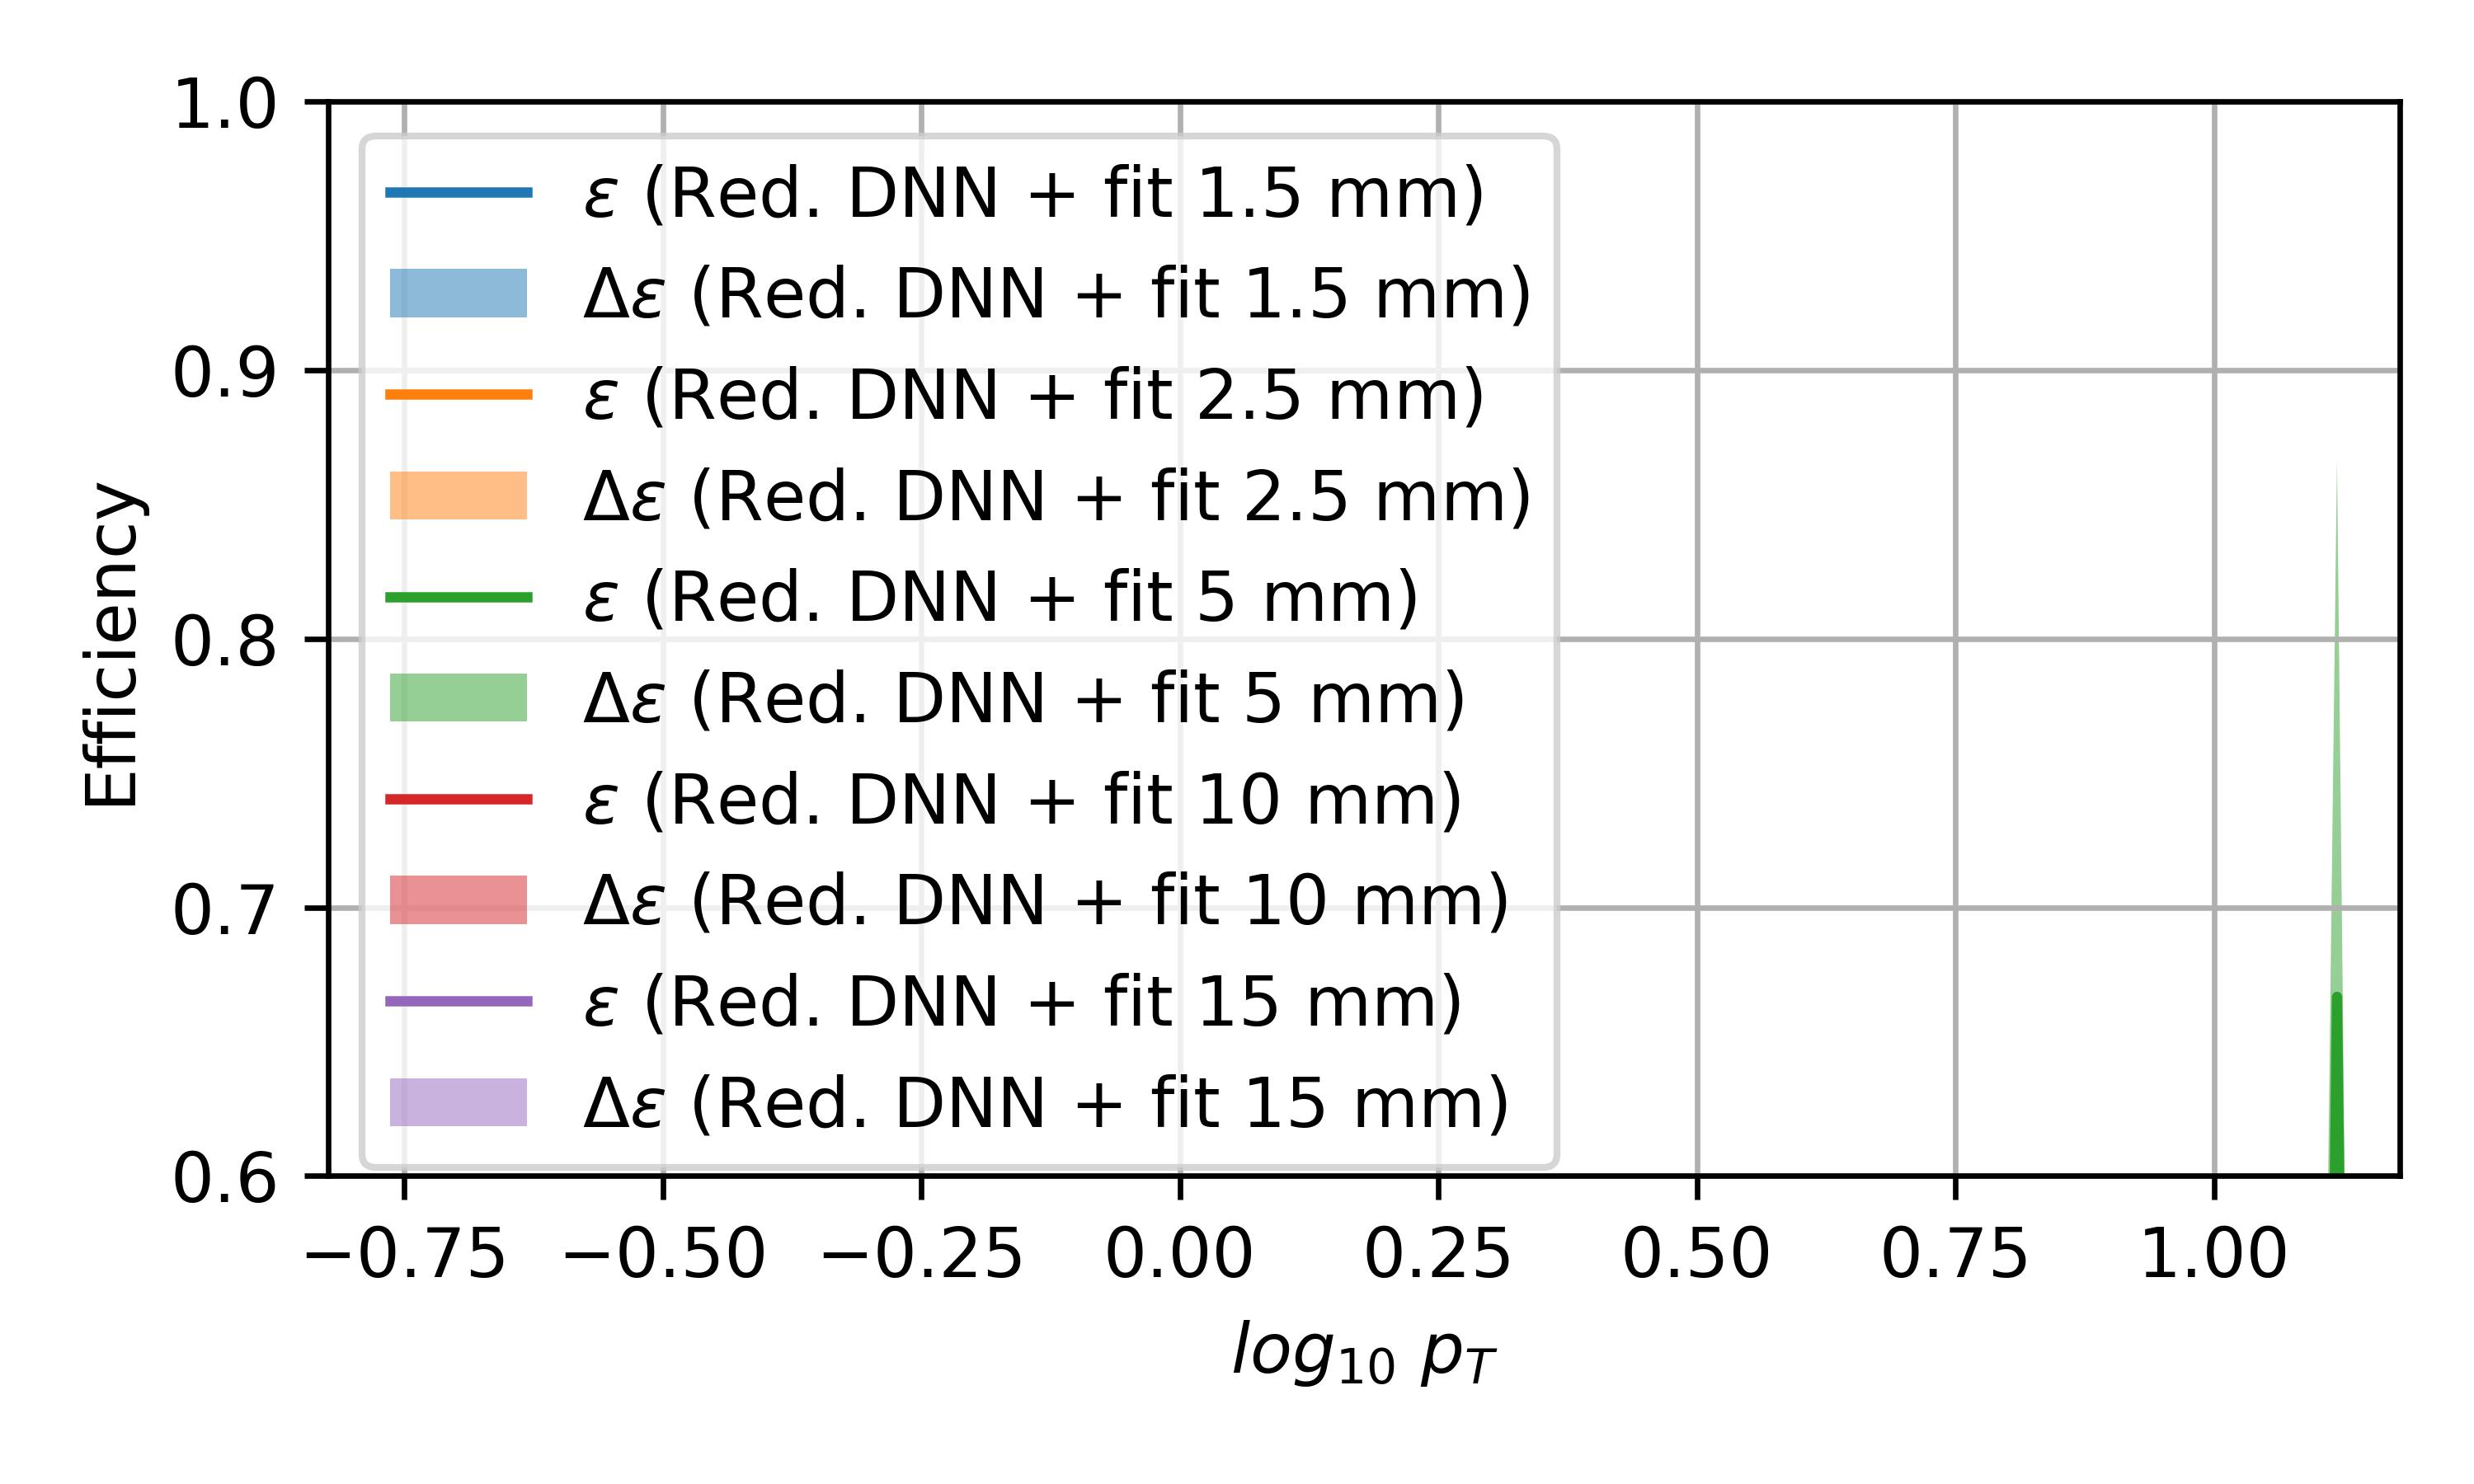 1.0
0.9
0.8
0.7
0.6
Efficiency
ε (Red. DNN + fit 1.5 mm)
Δε (Red. DNN + fit 1.5 mm)
ε (Red. DNN + fit 2.5 mm)
Δε (Red. DNN + fit 2.5 mm)
ε (Red. DNN + fit 5 mm)
Δε (Red. DNN + fit 5 mm)
ε (Red. DNN + fit 10 mm)
Δε (Red. DNN + fit 10 mm)
ε (Red. DNN + fit 15 mm)
Δε (Red. DNN + fit 15 mm)
−0.75 −0.50 −0.25 0.00 0.25 0.50 0.75 1.00
log₁₀ p_T